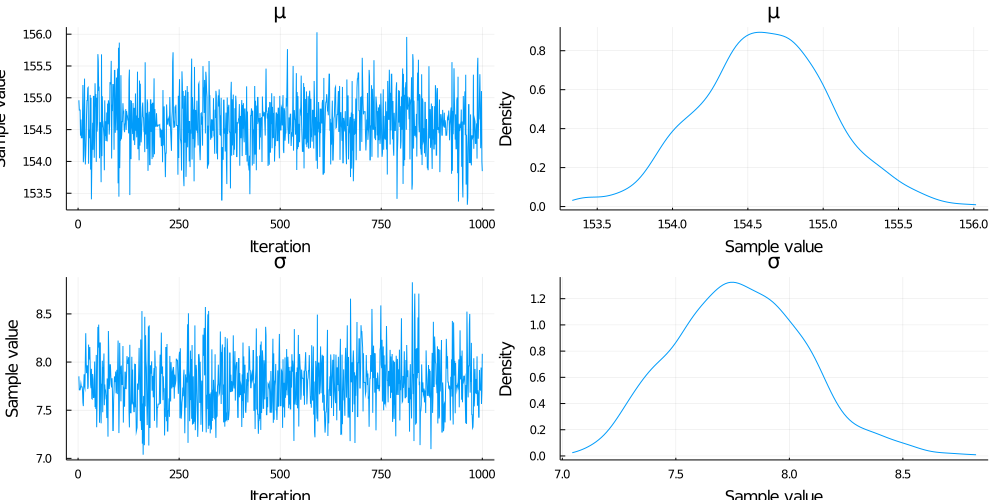 μ
μ
156.0
155.5
155.0
154.5
154.0
153.5
Sample value
0 250 500 750 1000
Iteration
0.8
0.6
0.4
0.2
0.0
Density
153.5 154.0 154.5 155.0 155.5 156.0
Sample value
σ
σ
8.5
8.0
7.5
7.0
Sample value
0 250 500 750 1000
Iteration
1.2
1.0
0.8
0.6
0.4
0.2
0.0
Density
7.0 7.5 8.0 8.5
Sample value